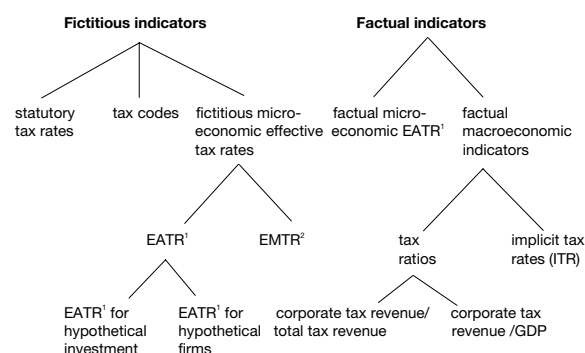 Fictitious indicators
Factual indicators
statutory
tax rates
tax codes
fictitious micro-
economic effective
tax rates
factual micro-
economic EATR¹
factual
macroeconomic
indicators
EATR¹
EMTR²
tax
ratios
implicit tax
rates (ITR)
EATR¹ for
hypothetical
investment
EATR¹ for
hypothetical
firms
corporate tax revenue/
total tax revenue
corporate tax
revenue /GDP